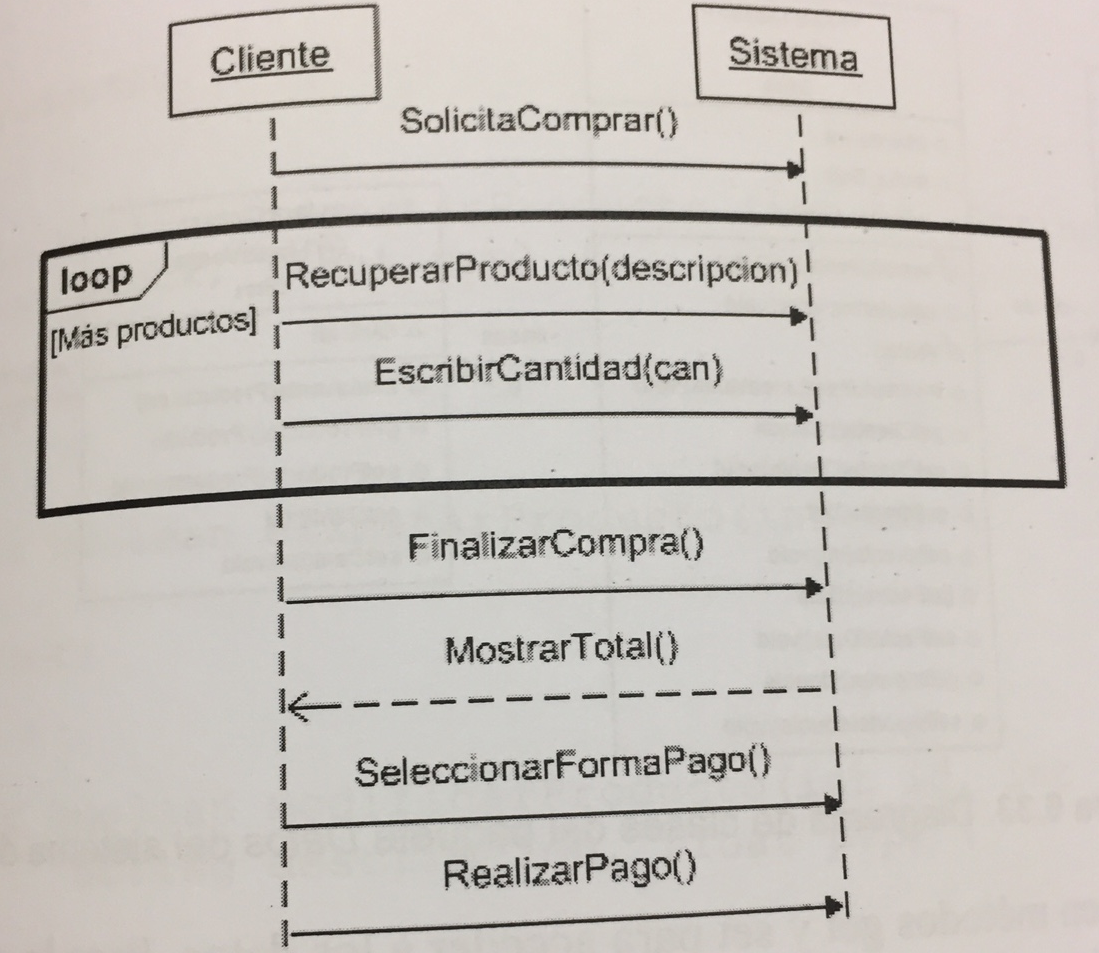 Cliente
Sistema
SolicitaComprar()
loop
RecuperarProducto(descripcion)
[Más productos]
EscribirCantidad(can)
FinalizarCompra()
MostrarTotal()
SeleccionarFormaPago()
RealizarPago()